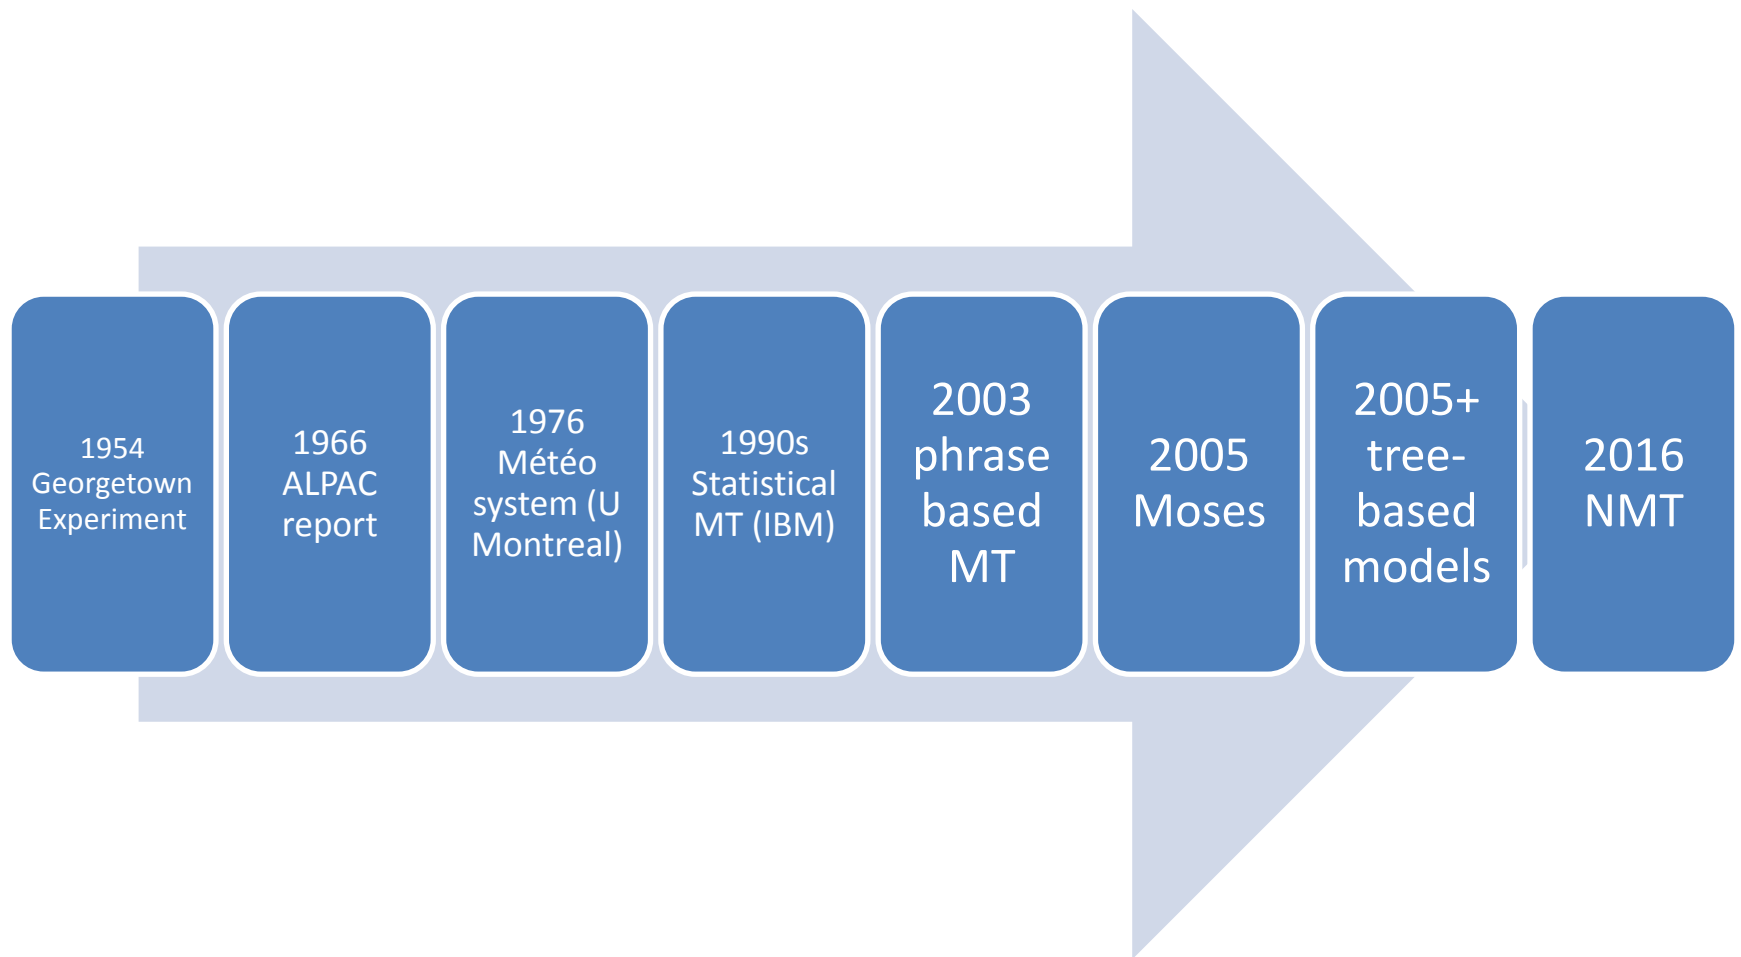 1954
Georgetown
Experiment
1966
ALPAC
report
1976
Météo
system (U
Montreal)
1990s
Statistical
MT (IBM)
2003
phrase
based
MT
2005
Moses
2005+
tree-
based
models
2016
NMT